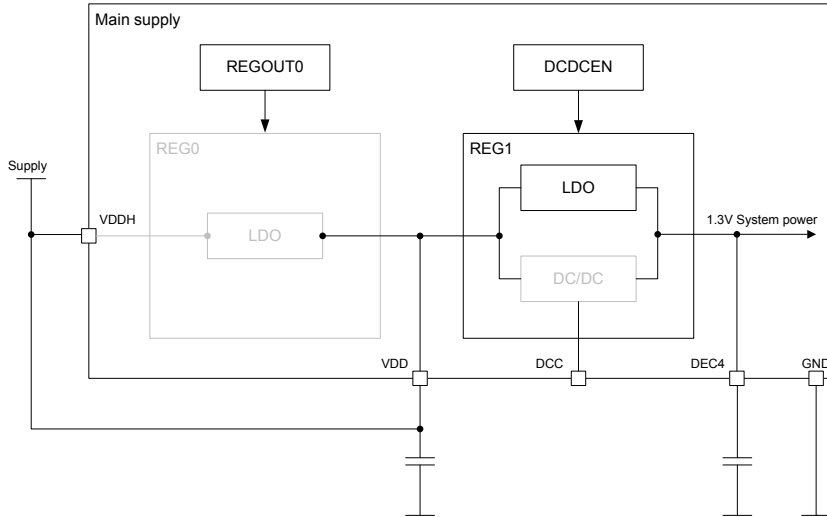 Main supply
REGOUT0
DCDCEN
REG0
REG1
Supply
LDO
VDDH
1.3V System power
LDO
DC/DC
VDD
DCC
DEC4
GND